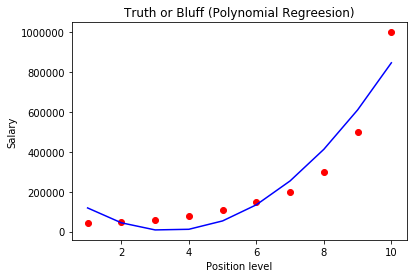 Truth or Bluff (Polynomial Regreesion)
1000000
800000
600000
400000
200000
0
Salary
2 4 6 8 10
Position level